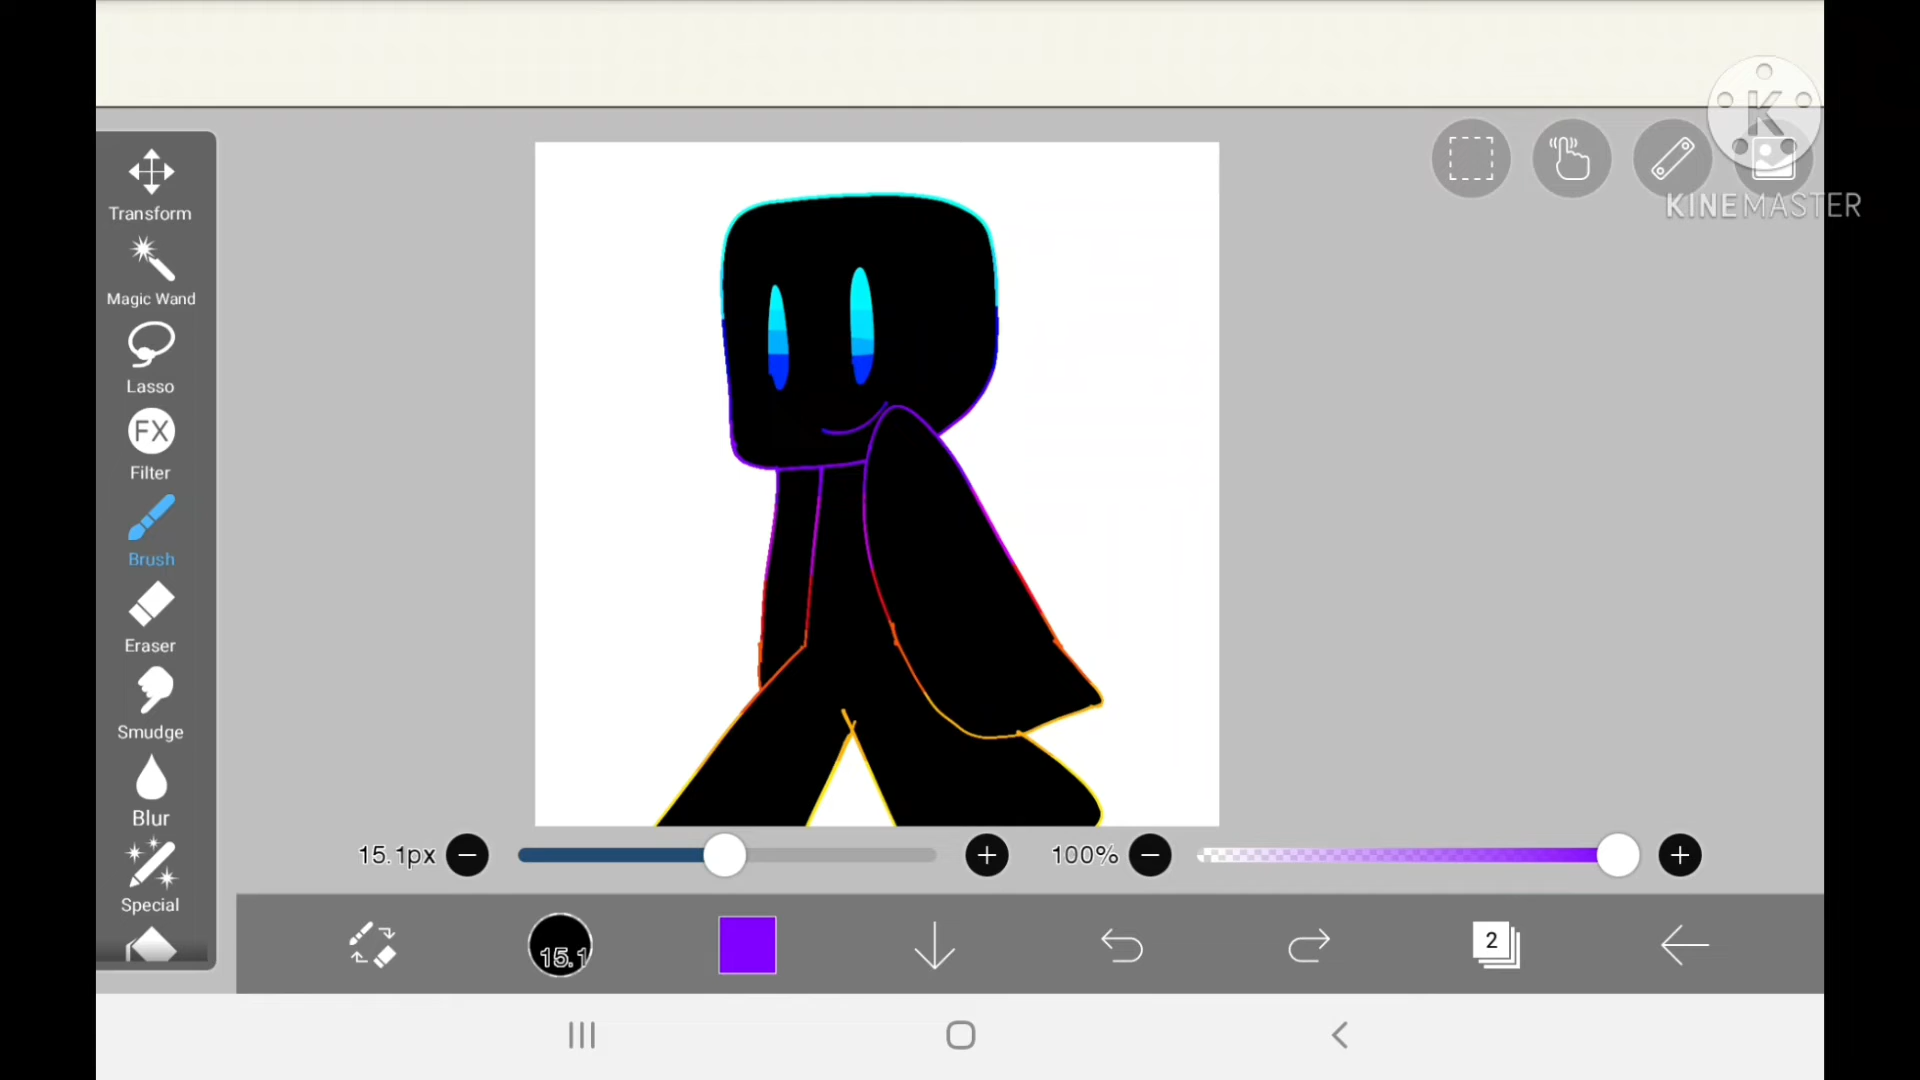 Transform
Magic Wand
Lasso
FX
Filter
Brush
Eraser
Smudge
Blur
Special
K
KINEMASTER
15.1px
100%
15.1
2